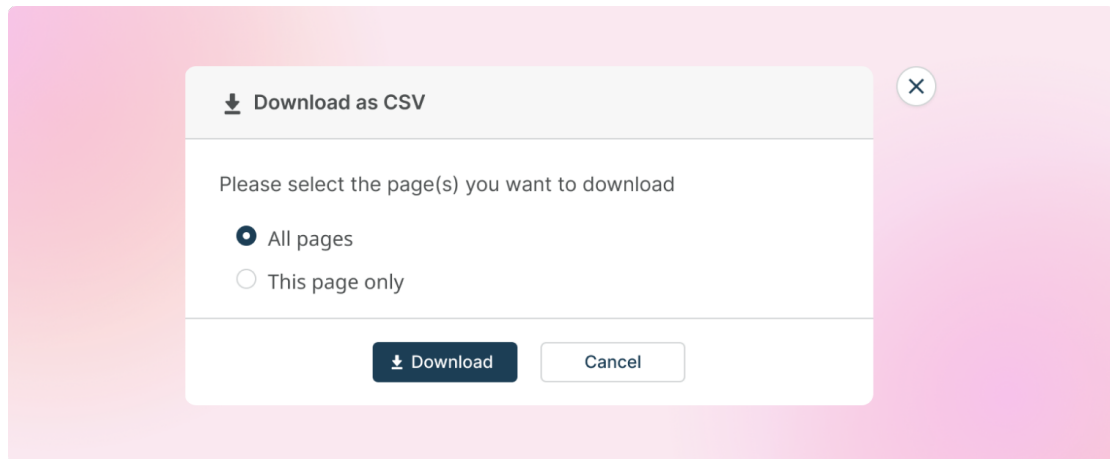 Download as CSV
Please select the page(s) you want to download
All pages
This page only
Download
Cancel